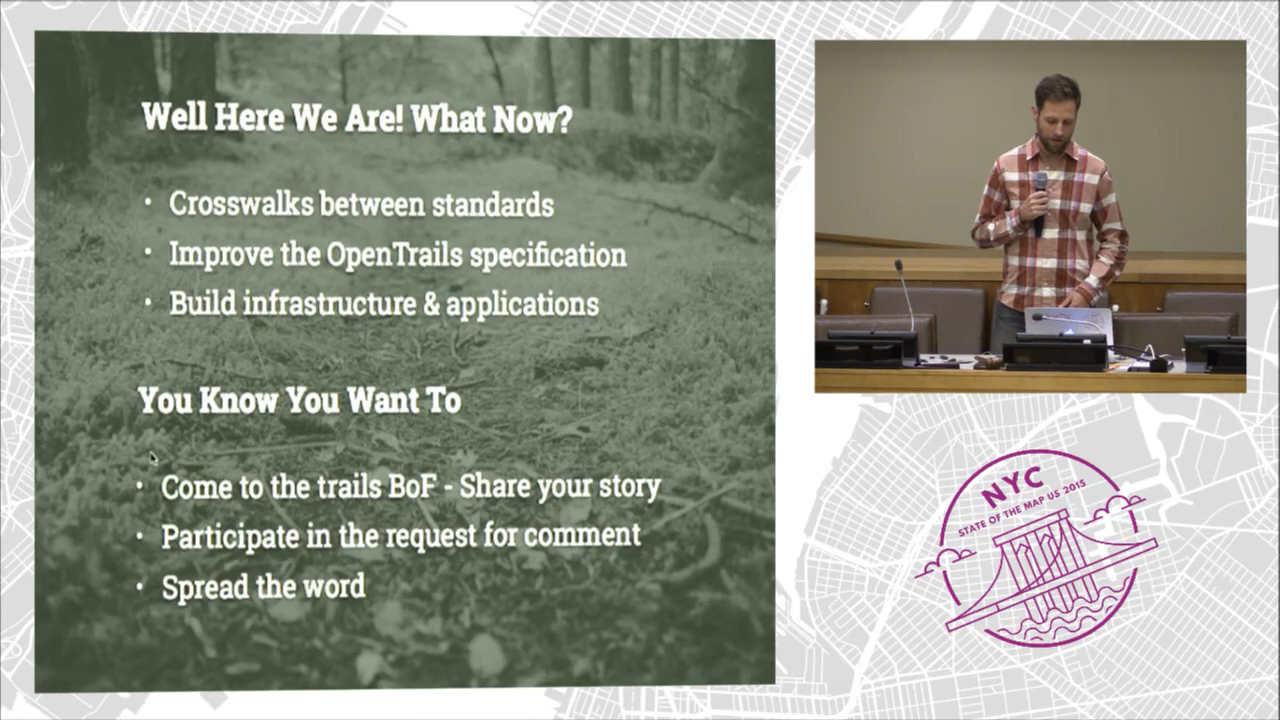 Well Here We Are! What Now?
• Crosswalks between standards
• Improve the OpenTrails specification
• Build infrastructure & applications
You Know You Want To
• Come to the trails BoF - Share your story
• Participate in the request for comment
• Spread the word
NYC
STATE OF THE MAP US 2015